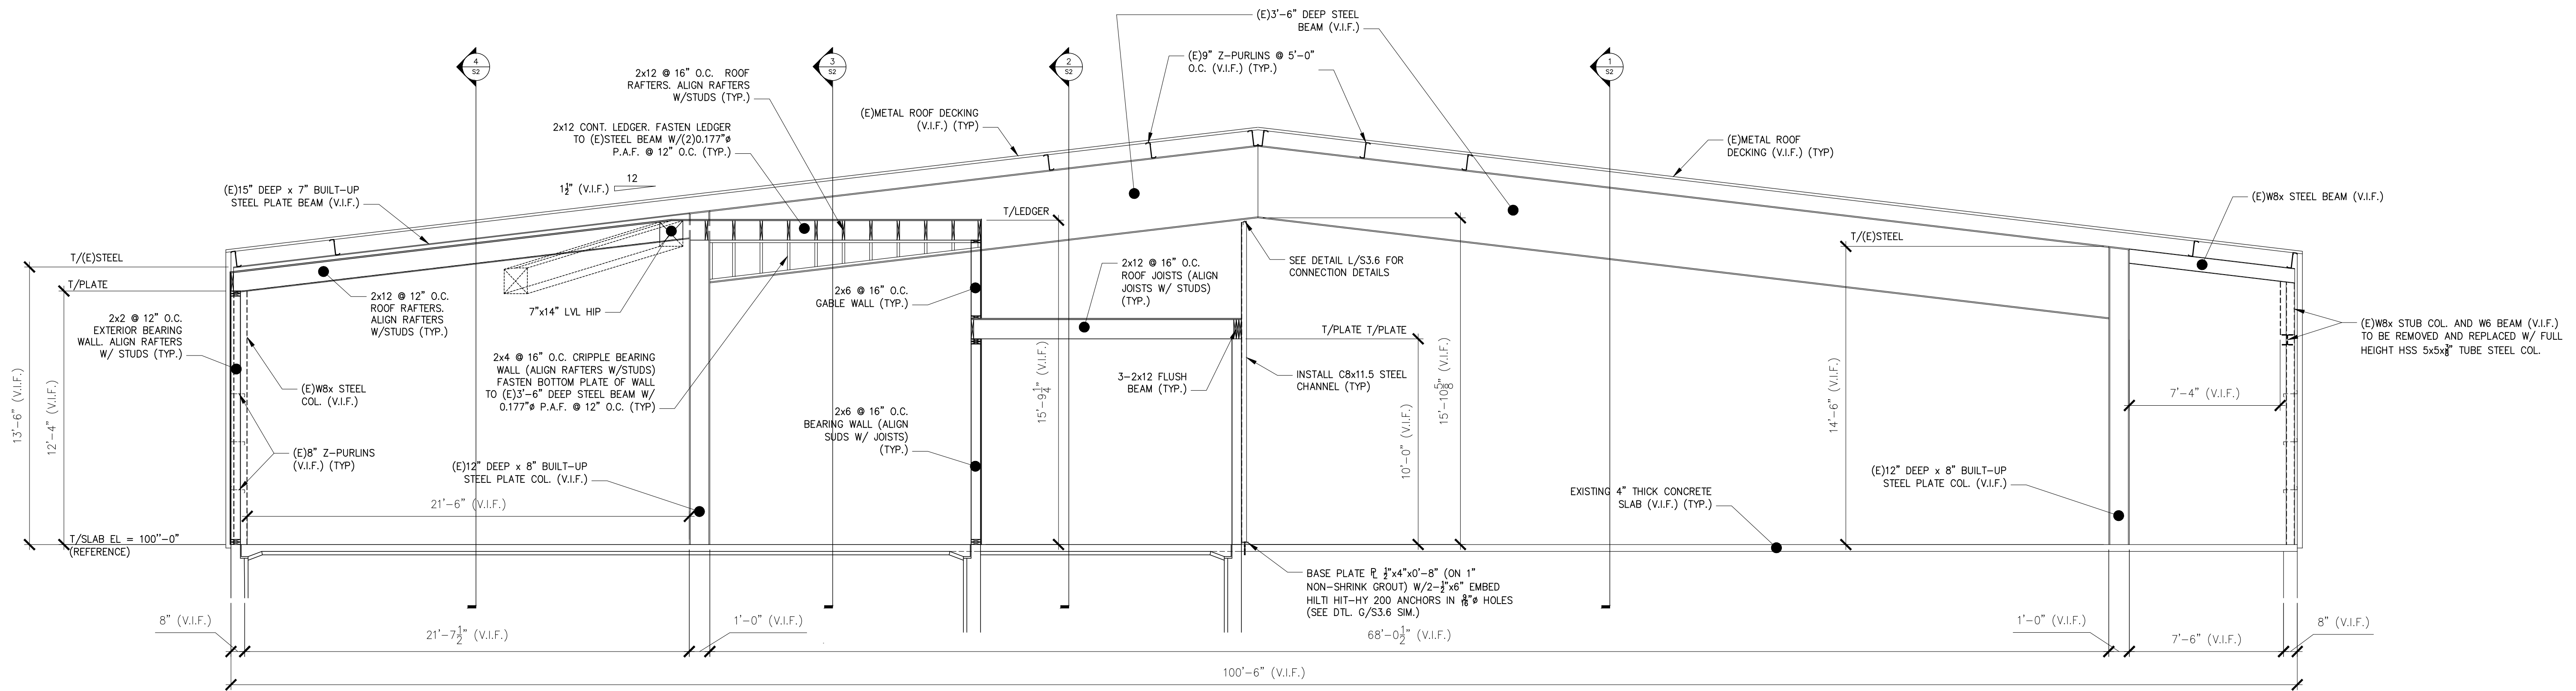 (E)3'-6" DEEP STEEL
BEAM (V.I.F.)
4
S2
3
S2
2
S2
1
S2
2x12 @ 16" O.C. ROOF
RAFTERS. ALIGN RAFTERS
W/STUDS (TYP.)
(E)9" Z-PURLINS @ 5'-0"
O.C. (V.I.F.) (TYP.)
(E)METAL ROOF DECKING
(V.I.F.) (TYP)
2x12 CONT. LEDGER. FASTEN LEDGER
TO (E)STEEL BEAM W/(2)0.177"ø
P.A.F. @ 12" O.C. (TYP.)
(E)METAL ROOF
DECKING (V.I.F.) (TYP)
12
1½" (V.I.F.)
(E)15" DEEP x 7" BUILT-UP
STEEL PLATE BEAM (V.I.F.)
(E)W8x STEEL BEAM (V.I.F.)
T/LEDGER
T/(E)STEEL
T/(E)STEEL
T/PLATE
SEE DETAIL L/S3.6 FOR
CONNECTION DETAILS
2x12 @ 16" O.C.
ROOF JOISTS (ALIGN
JOISTS W/ STUDS)
(TYP.)
2x6 @ 16" O.C.
GABLE WALL (TYP.)
2x12 @ 12" O.C.
ROOF RAFTERS.
ALIGN RAFTERS
W/STUDS (TYP.)
7"x14" LVL HIP
2x2 @ 12" O.C.
EXTERIOR BEARING
WALL. ALIGN RAFTERS
W/ STUDS (TYP.)
T/PLATE T/PLATE
(E)W8x STUB COL. AND W6 BEAM (V.I.F.)
TO BE REMOVED AND REPLACED W/ FULL
HEIGHT HSS 5x5x⅜" TUBE STEEL COL.
2x4 @ 16" O.C. CRIPPLE BEARING
WALL (ALIGN RAFTERS W/STUDS)
FASTEN BOTTOM PLATE OF WALL
TO (E)3'-6" DEEP STEEL BEAM W/
0.177"ø P.A.F. @ 12" O.C. (TYP)
3-2x12 FLUSH
BEAM (TYP.)
INSTALL C8x11.5 STEEL
CHANNEL (TYP)
(E)W8x STEEL
COL. (V.I.F.)
7'-4" (V.I.F.)
13'-6" (V.I.F.)
12'-4" (V.I.F.)
15'-9¼" (V.I.F.)
10'-0" (V.I.F.)
15'-10⅝" (V.I.F.)
14'-6" (V.I.F.)
2x6 @ 16" O.C.
BEARING WALL (ALIGN
SUDS W/ JOISTS)
(TYP.)
(E)8" Z-PURLINS
(V.I.F.) (TYP)
(E)12" DEEP x 8" BUILT-UP
STEEL PLATE COL. (V.I.F.)
(E)12" DEEP x 8" BUILT-UP
STEEL PLATE COL. (V.I.F.)
21'-6" (V.I.F.)
EXISTING 4" THICK CONCRETE
SLAB (V.I.F.) (TYP.)
T/SLAB EL = 100"-0"
(REFERENCE)
BASE PLATE ℄ ½"x4"x0'-8" (ON 1"
NON-SHRINK GROUT) W/2-½"x6" EMBED
HILTI HIT-HY 200 ANCHORS IN 9/16"ø HOLES
(SEE DTL. G/S3.6 SIM.)
8" (V.I.F.)
21'-7½" (V.I.F.)
1'-0" (V.I.F.)
68'-0½" (V.I.F.)
1'-0" (V.I.F.)
7'-6" (V.I.F.)
8" (V.I.F.)
100'-6" (V.I.F.)